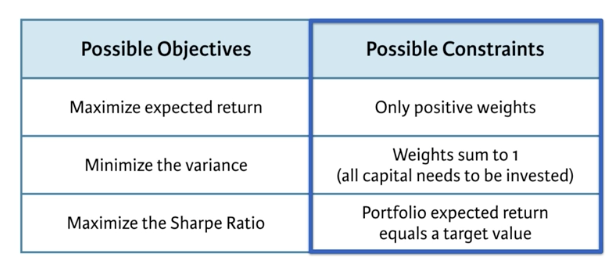 Possible Objectives
Possible Constraints
Maximize expected return
Only positive weights
Minimize the variance
Weights sum to 1
(all capital needs to be invested)
Maximize the Sharpe Ratio
Portfolio expected return
equals a target value